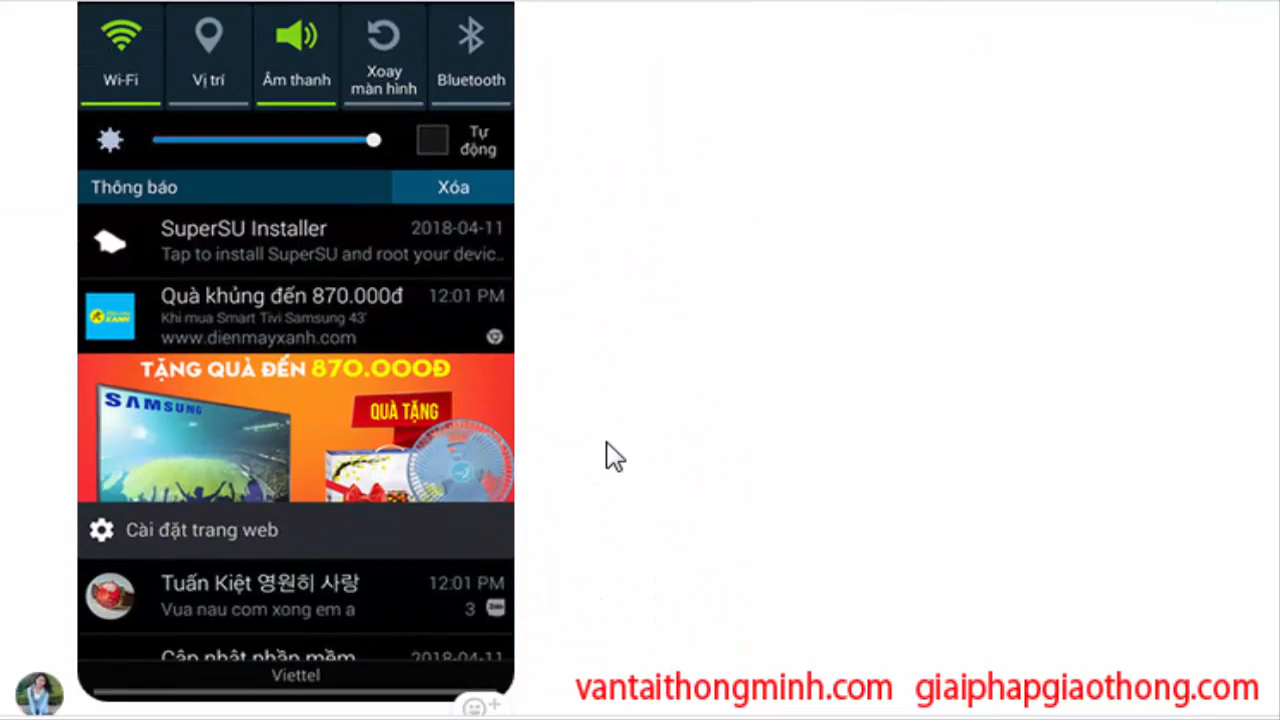 Wi-Fi
Vị trí
Âm thanh
Xoay
màn hình
Bluetooth
Tự
động
Thông báo
Xóa
SuperSU Installer
2018-04-11
Tap to install SuperSU and root your devic..
Quà khủng đến 870.000đ
12:01 PM
Khi mua Smart Tivi Samsung 43'
www.dienmayxanh.com
TẶNG QUÀ ĐẾN 870.000Đ
SAMSUNG
QUÀ TẶNG
Cài đặt trang web
Tuấn Kiệt 영원히 사랑
12:01 PM
Vua nau com xong em a
3
Cập nhật phần mềm
2018-04-11
Viettel
vantaithongminh.com giaiphapgiaothong.com